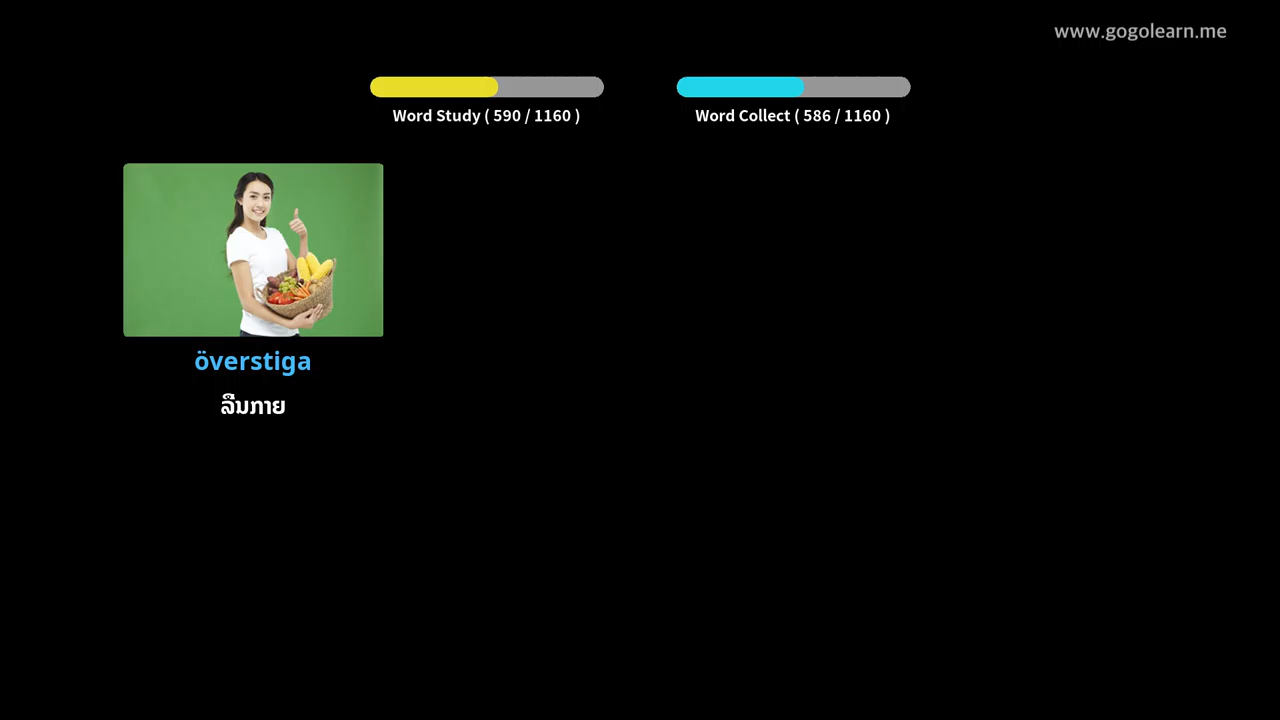 www.gogolearn.me
Word Study ( 590 / 1160 )
Word Collect ( 586 / 1160 )
överstiga
ລື່ນກາຍ